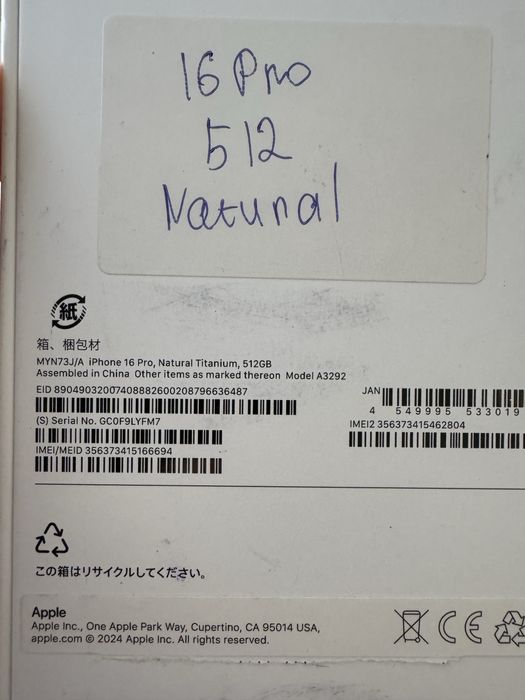 16 Pro
512
Natural
紙
箱、梱包材
MYN73J/A iPhone 16 Pro, Natural Titanium, 512GB
Assembled in China Other items as marked thereon Model A3292
EID 89049032007408882600208796636487
JAN
4 549995 533019
(S) Serial No. GC0F9LYFM7
IMEI2 356373415462804
IMEI/MEID 356373415166694
この箱はリサイクルしてください。
Apple
Apple Inc., One Apple Park Way, Cupertino, CA 95014 USA,
apple.com © 2024 Apple Inc. All rights reserved.
CE